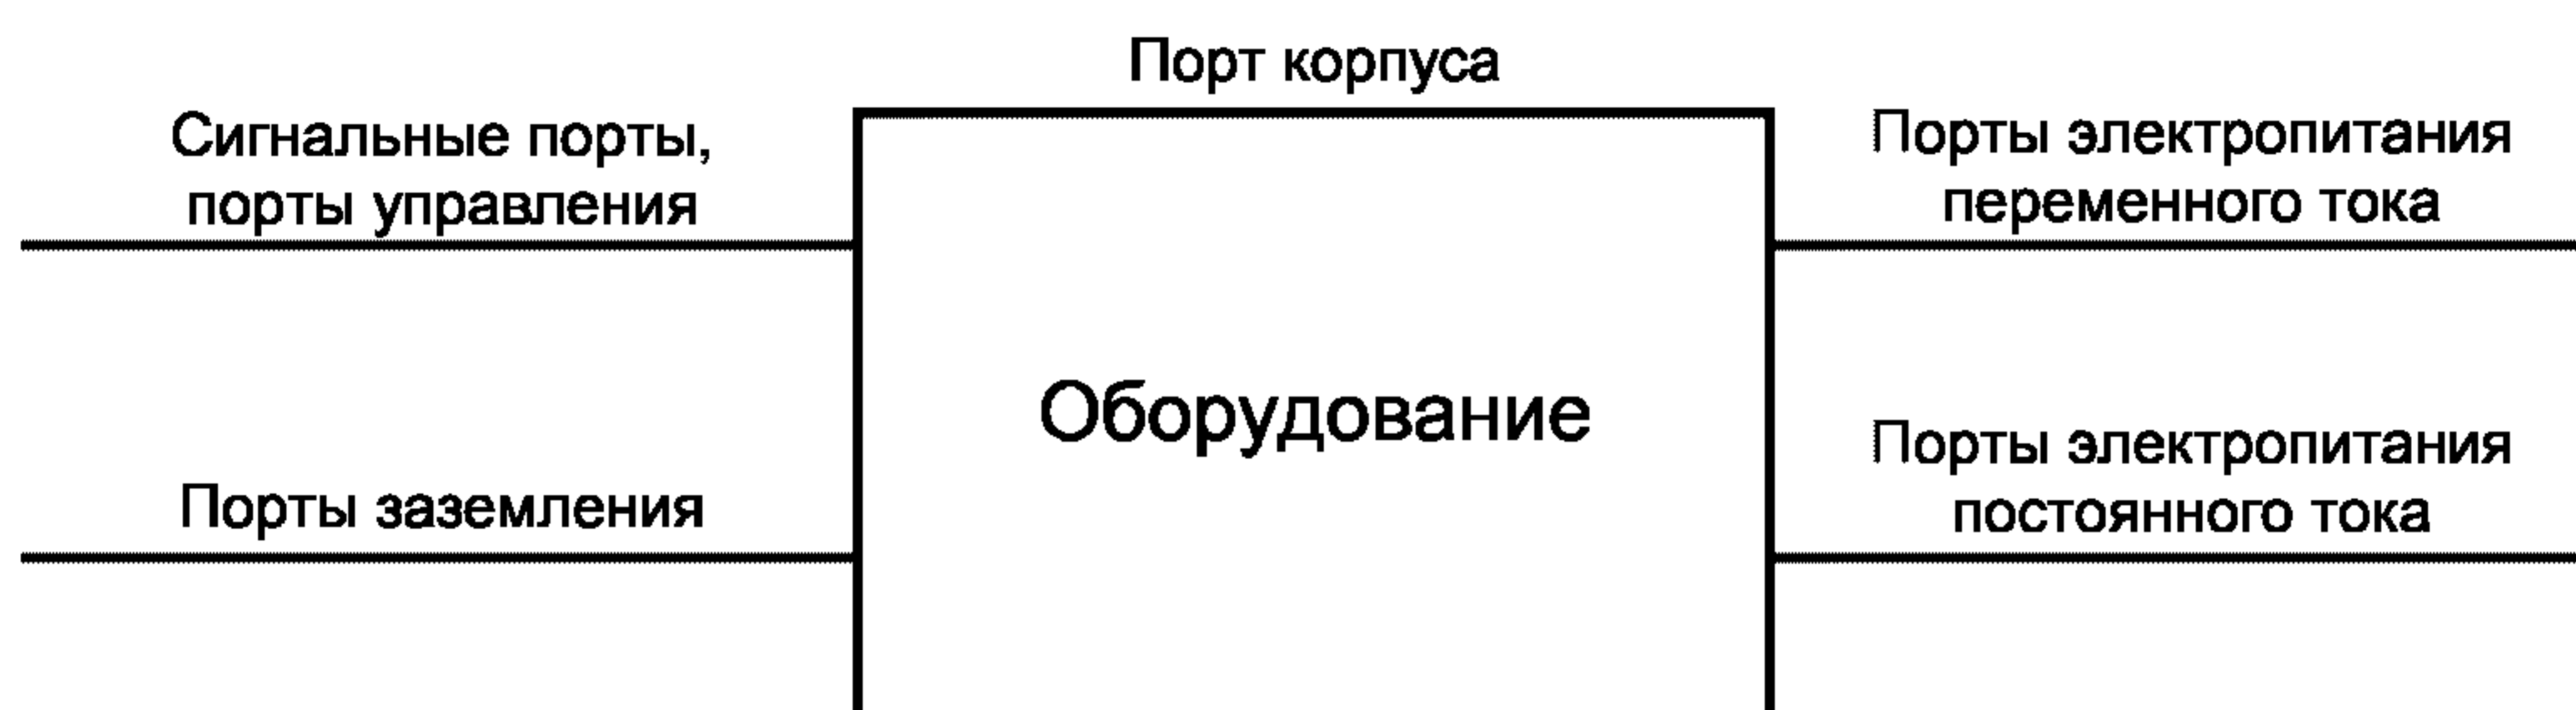 Порт корпуса
Сигнальные порты,
порты управления
Порты электропитания
переменного тока
Оборудование
Порты заземления
Порты электропитания
постоянного тока